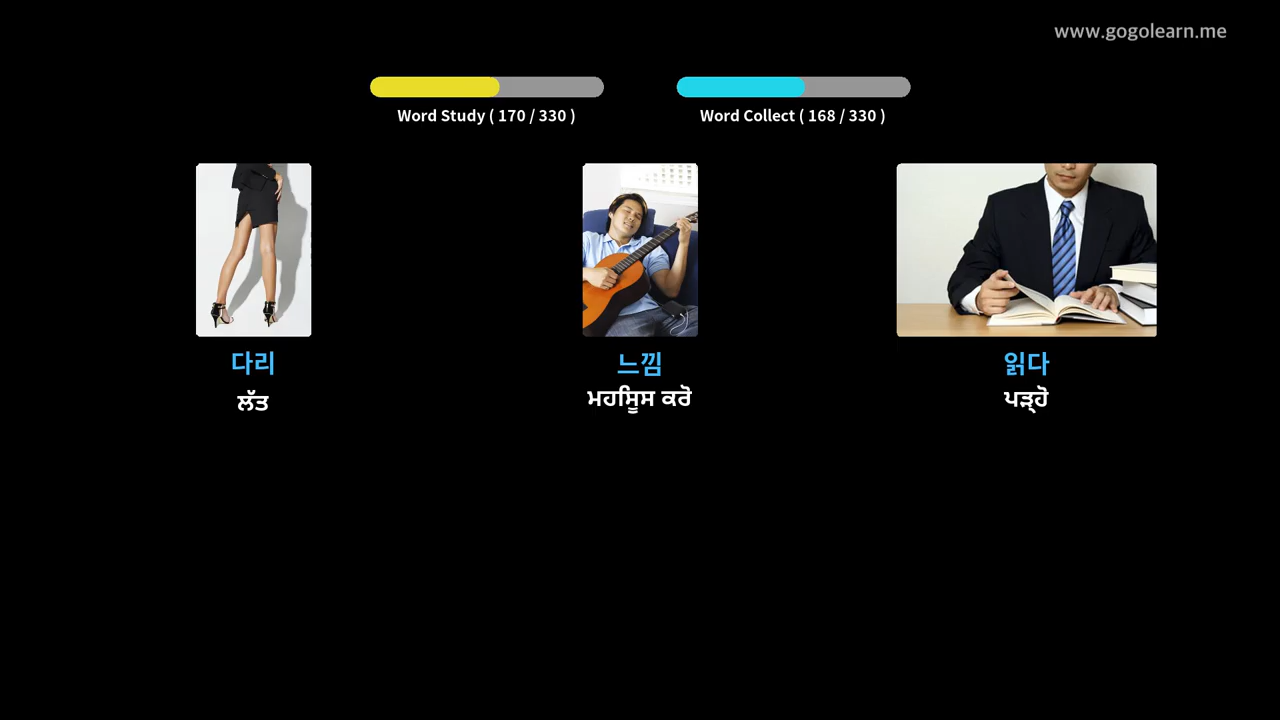 www.gogolearn.me
Word Study ( 170 / 330 )
Word Collect ( 168 / 330 )
다리
느낌
읽다
ਲੱਤ
ਮਹਿਸੂਸ ਕਰੋ
ਪੜ੍ਹੋ